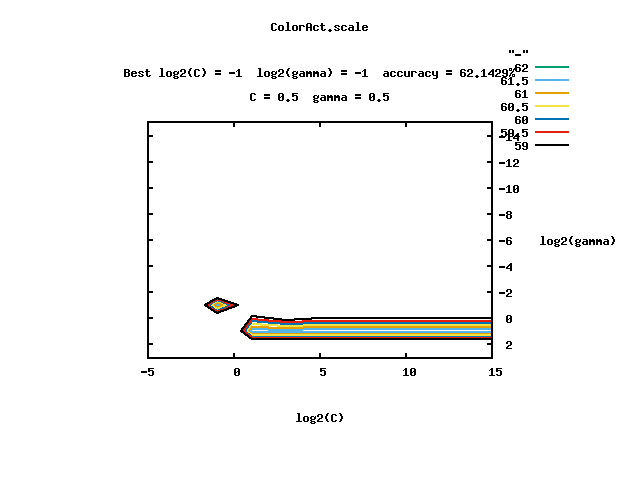 ColorAct.scale
"-"
Best log2(C) = -1  log2(gamma) = -1  accuracy = 62.1429%
62
61.5
61
60.5
60
59.5
59
C = 0.5  gamma = 0.5
-14
-12
-10
-8
-6
log2(gamma)
-4
-2
0
2
-5 0 5 10 15
log2(C)